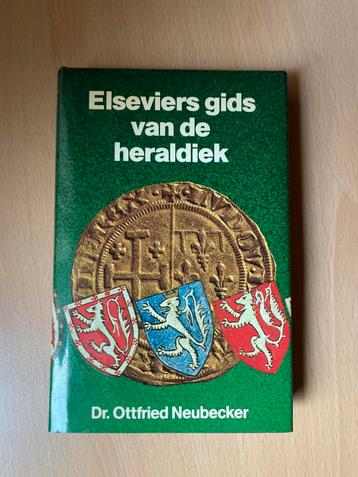 Elseviers gids
van de
heraldiek
Dr. Ottfried Neubecker